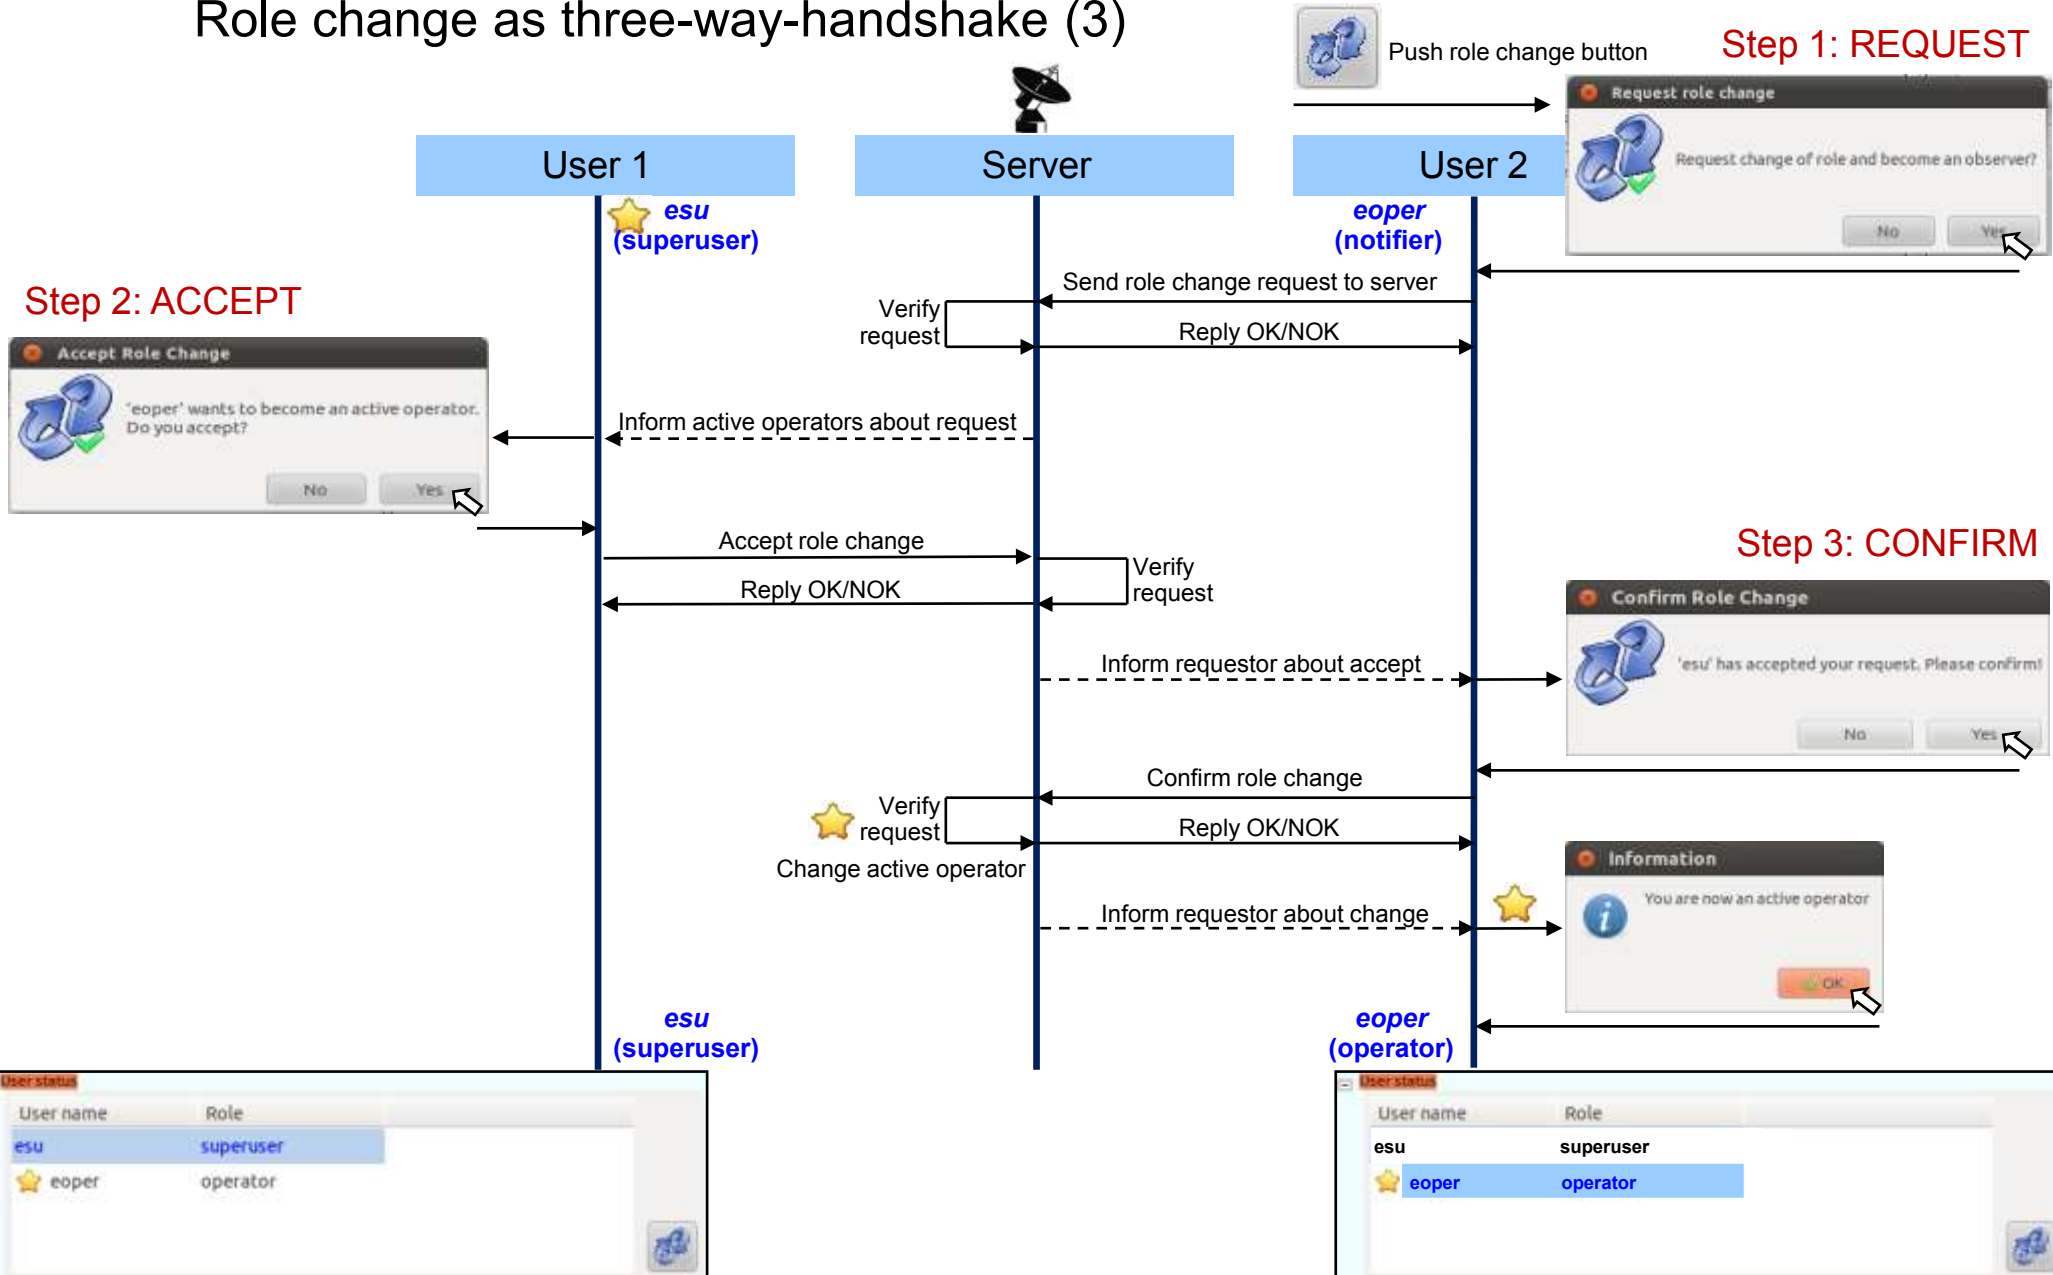 Role change as three-way-handshake (3)
Push role change button
Step 1: REQUEST
Request role change
Request change of role and become an observer?
No
Yes
User 1
Server
User 2
esu
(superuser)
eoper
(notifier)
Send role change request to server
Verify
request
Reply OK/NOK
Step 2: ACCEPT
Accept Role Change
'eoper' wants to become an active operator.
Do you accept?
No
Yes
Inform active operators about request
Accept role change
Verify
request
Reply OK/NOK
Step 3: CONFIRM
Confirm Role Change
'esu' has accepted your request. Please confirm!
No
Yes
Inform requestor about accept
Confirm role change
Verify
request
Reply OK/NOK
Change active operator
Information
You are now an active operator
OK
Inform requestor about change
esu
(superuser)
eoper
(operator)
User status
User name Role
esu superuser
eoper operator
User status
User name Role
esu superuser
eoper operator